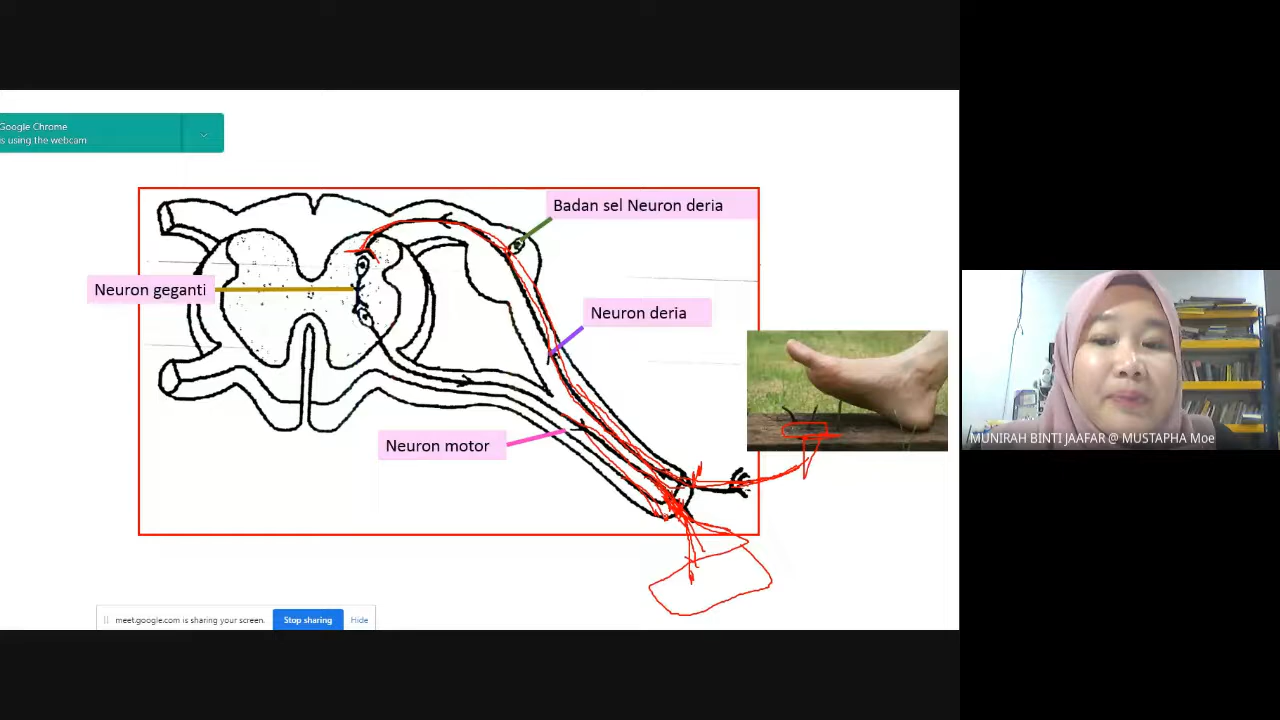 Google Chrome
is using the webcam
Badan sel Neuron deria
Neuron geganti
Neuron deria
Neuron motor
MUNIRAH BINTI JAAFAR @ MUSTAPHA Moe
meet.google.com is sharing your screen.
Stop sharing
Hide